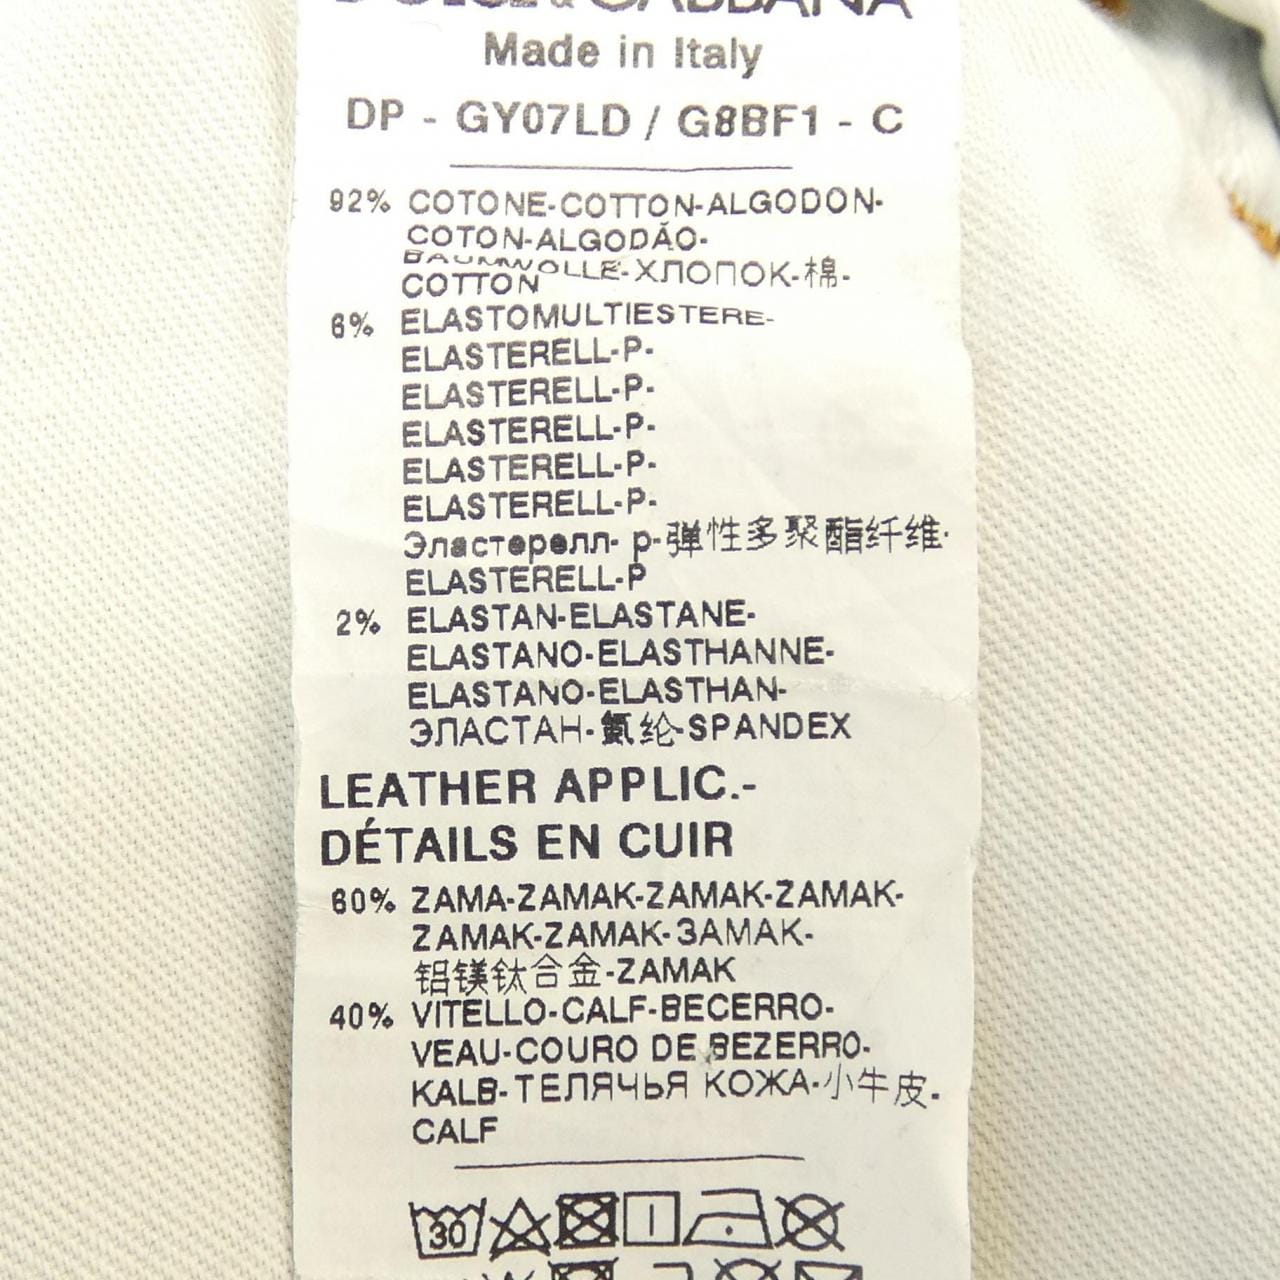 DOLCE & GABBANA
Made in Italy
DP - GY07LD / G8BF1 - C
92% COTONE-COTTON-ALGODON-
COTON-ALGODÃO-
BAUMWOLLE-ХЛОПОК-棉-
COTTON
6% ELASTOMULTIESTERE-
ELASTERELL-P-
ELASTERELL-P-
ELASTERELL-P-
ELASTERELL-P-
ELASTERELL-P-
Эластерелл- р-弹性多聚酯纤维-
ELASTERELL-P
2% ELASTAN-ELASTANE-
ELASTANO-ELASTHANNE-
ELASTANO-ELASTHAN-
ЭЛАСТАН-氨纶-SPANDEX
LEATHER APPLIC.-
DÉTAILS EN CUIR
60% ZAMA-ZAMAK-ZAMAK-ZAMAK-
ZAMAK-ZAMAK-ЗАМАК-
铝镁钛合金-ZAMAK
40% VITELLO-CALF-BECERRO-
VEAU-COURO DE BEZERRO-
KALB-ТЕЛЯЧЬЯ КОЖА-小牛皮-
CALF
30